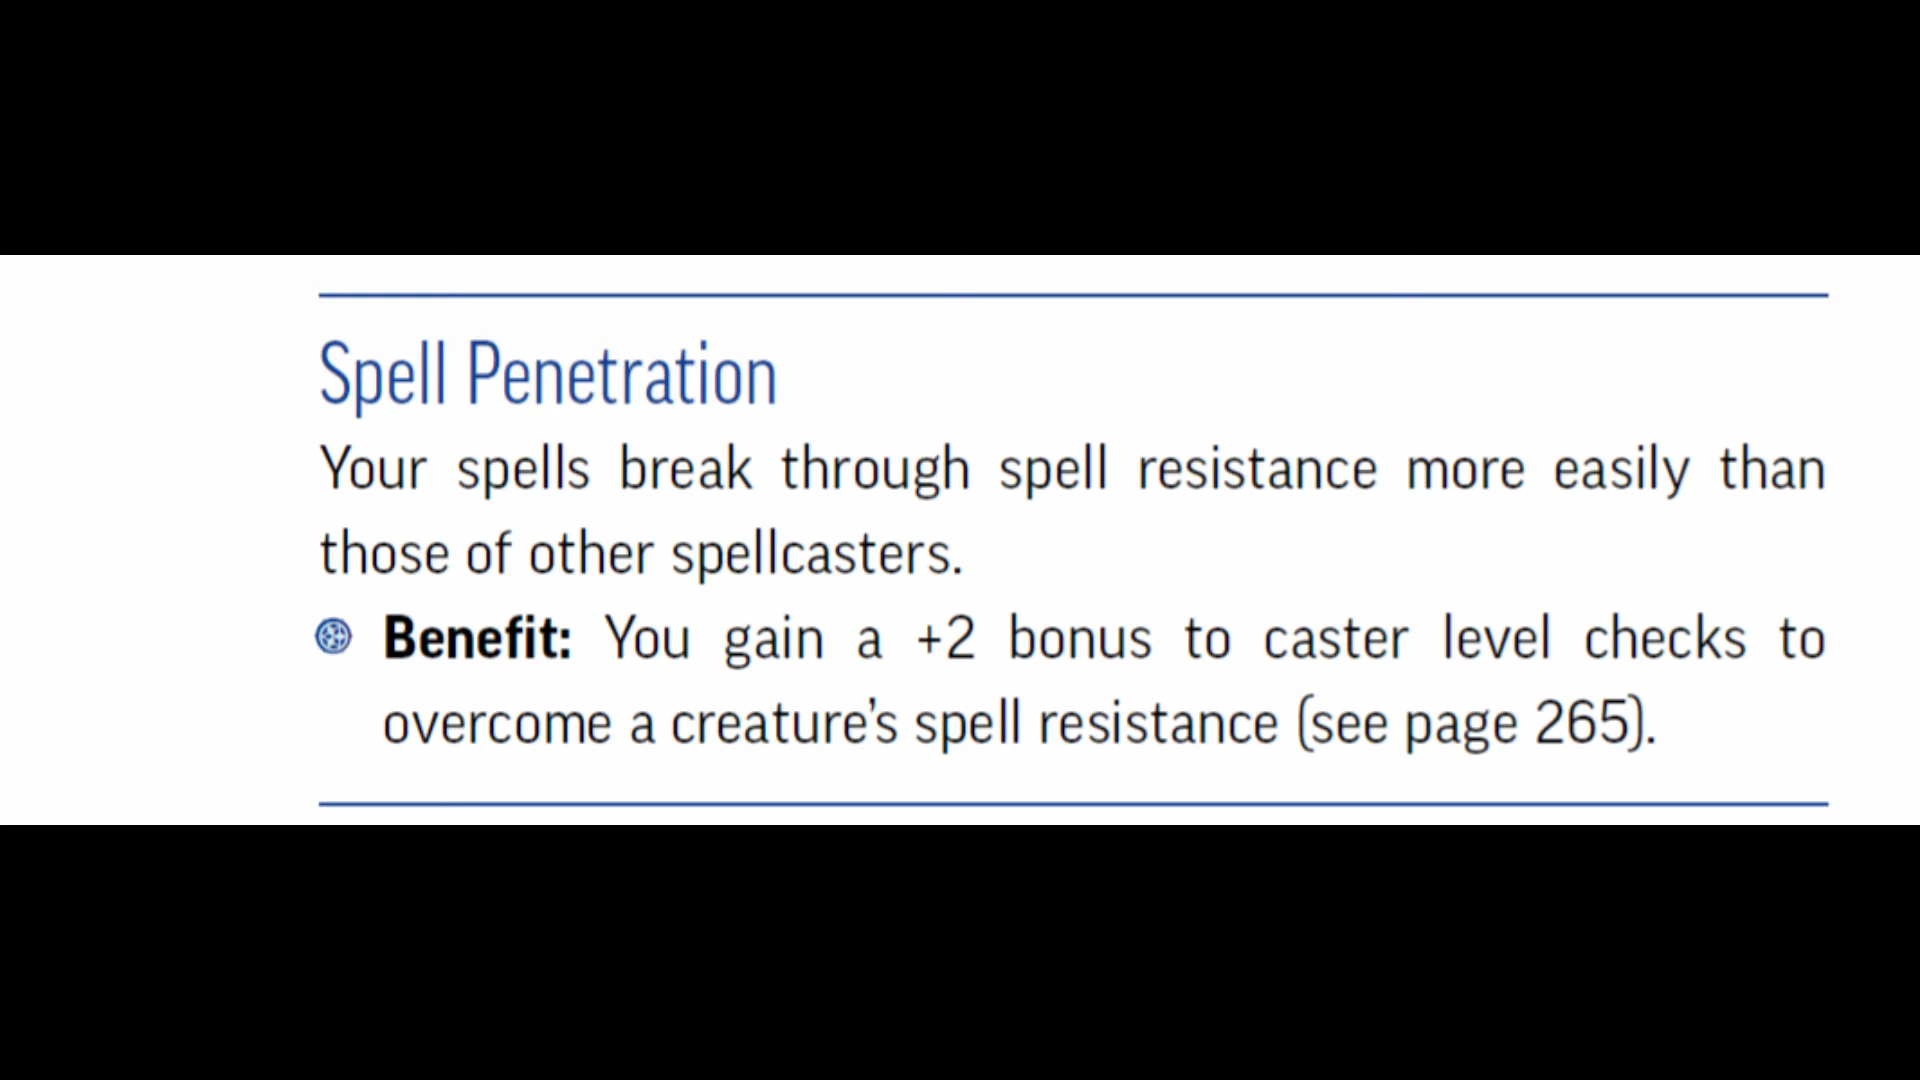 Spell Penetration
Your spells break through spell resistance more easily than
those of other spellcasters.
Benefit: You gain a +2 bonus to caster level checks to
overcome a creature’s spell resistance (see page 265).